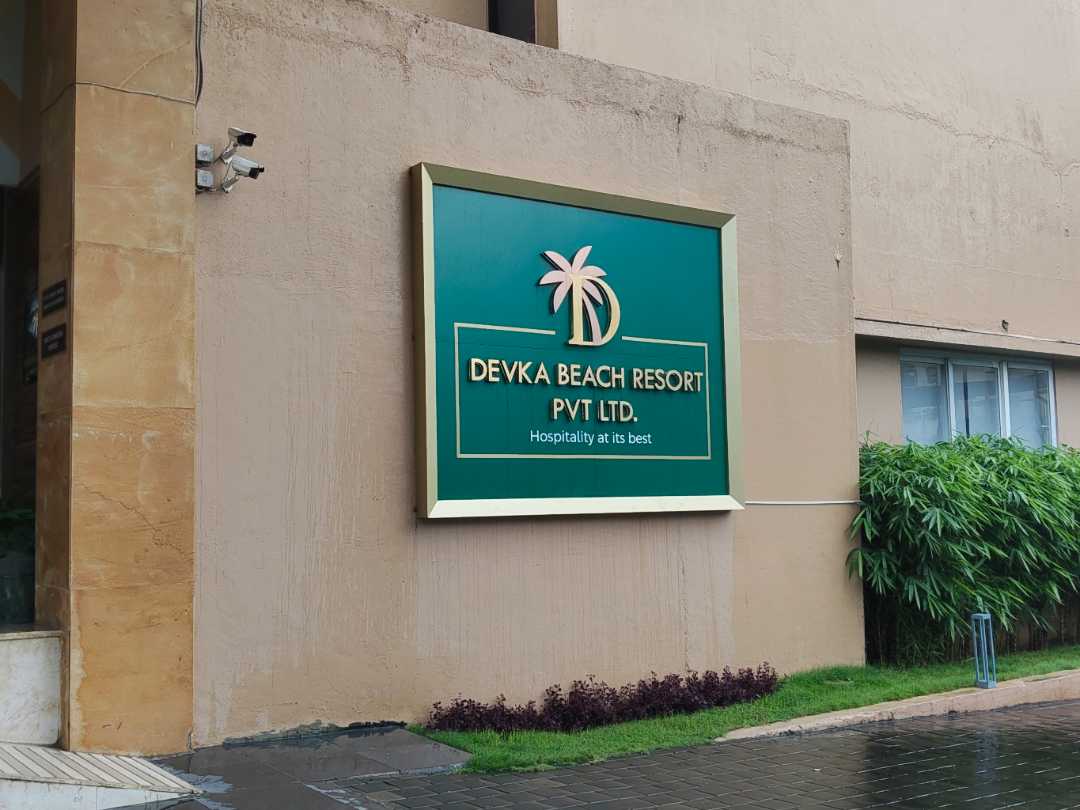 D
DEVKA BEACH RESORT
PVT LTD.
Hospitality at its best